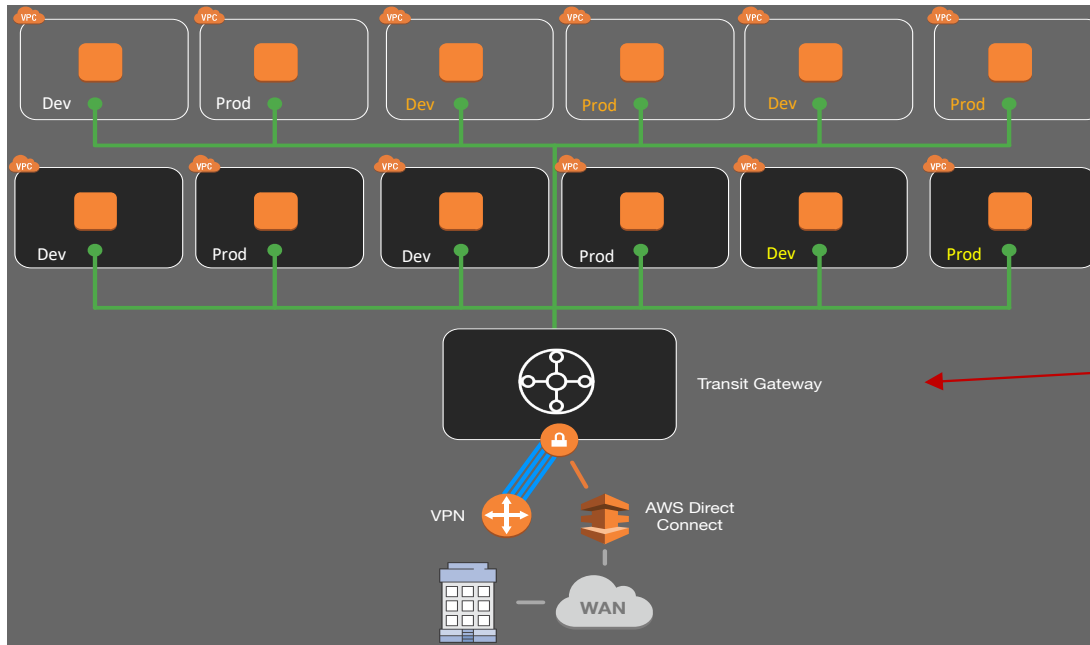 VPC VPC VPC VPC VPC VPC
Dev Prod Dev Prod Dev Prod
VPC VPC VPC VPC VPC VPC
Dev Prod Dev Prod Dev Prod
Transit Gateway
VPN
AWS Direct
Connect
WAN